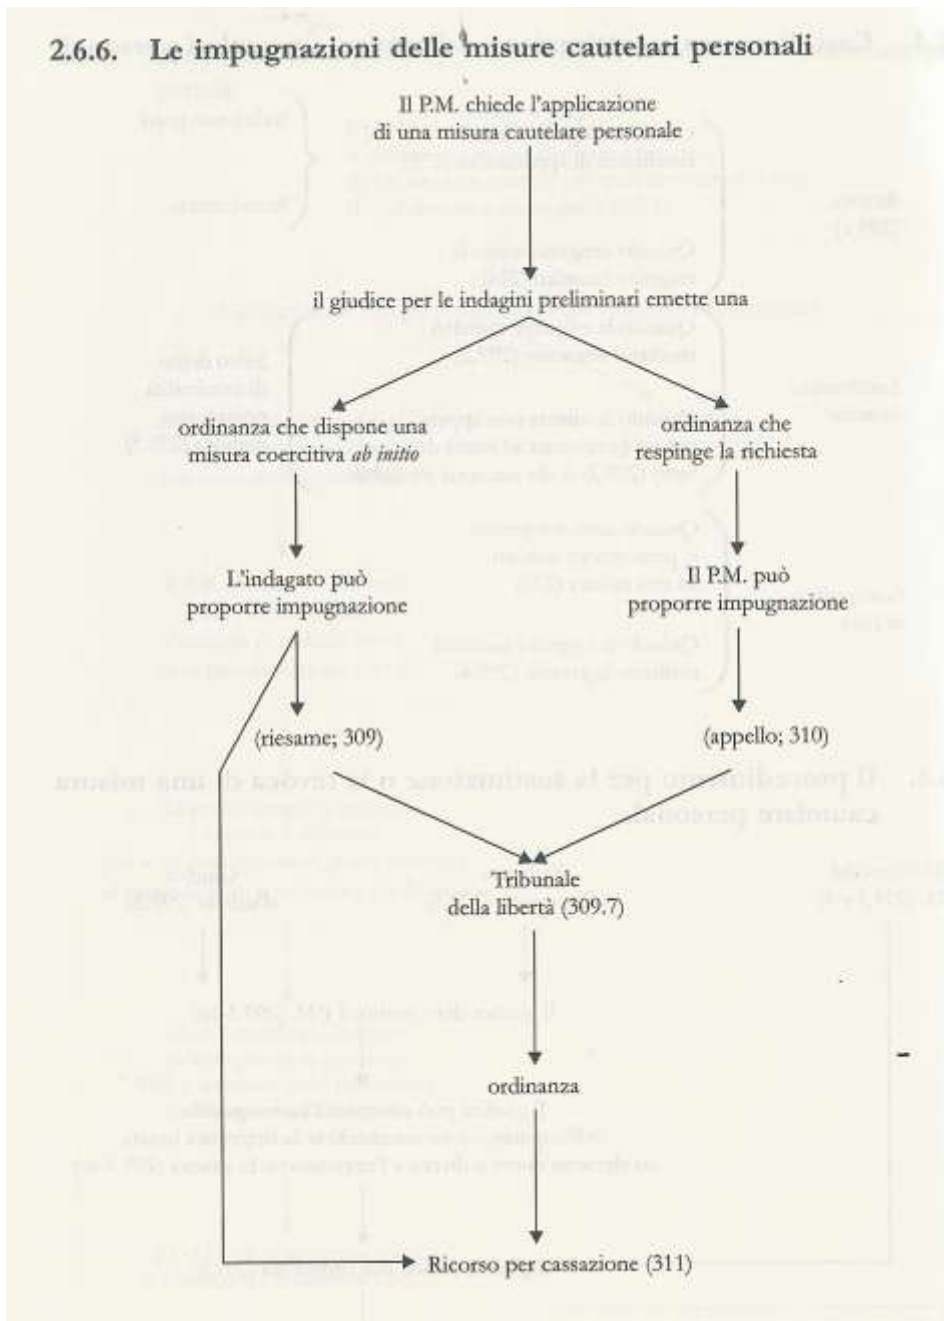 2.6.6. Le impugnazioni delle misure cautelari personali
Il P.M. chiede l'applicazione
di una misura cautelare personale
il giudice per le indagini preliminari emette una
ordinanza che dispone una
misura coercitiva ab initio
ordinanza che
respinge la richiesta
L'indagato può
proporre impugnazione
Il P.M. può
proporre impugnazione
(riesame; 309)
(appello; 310)
Tribunale
della libertà (309.7)
ordinanza
Ricorso per cassazione (311)